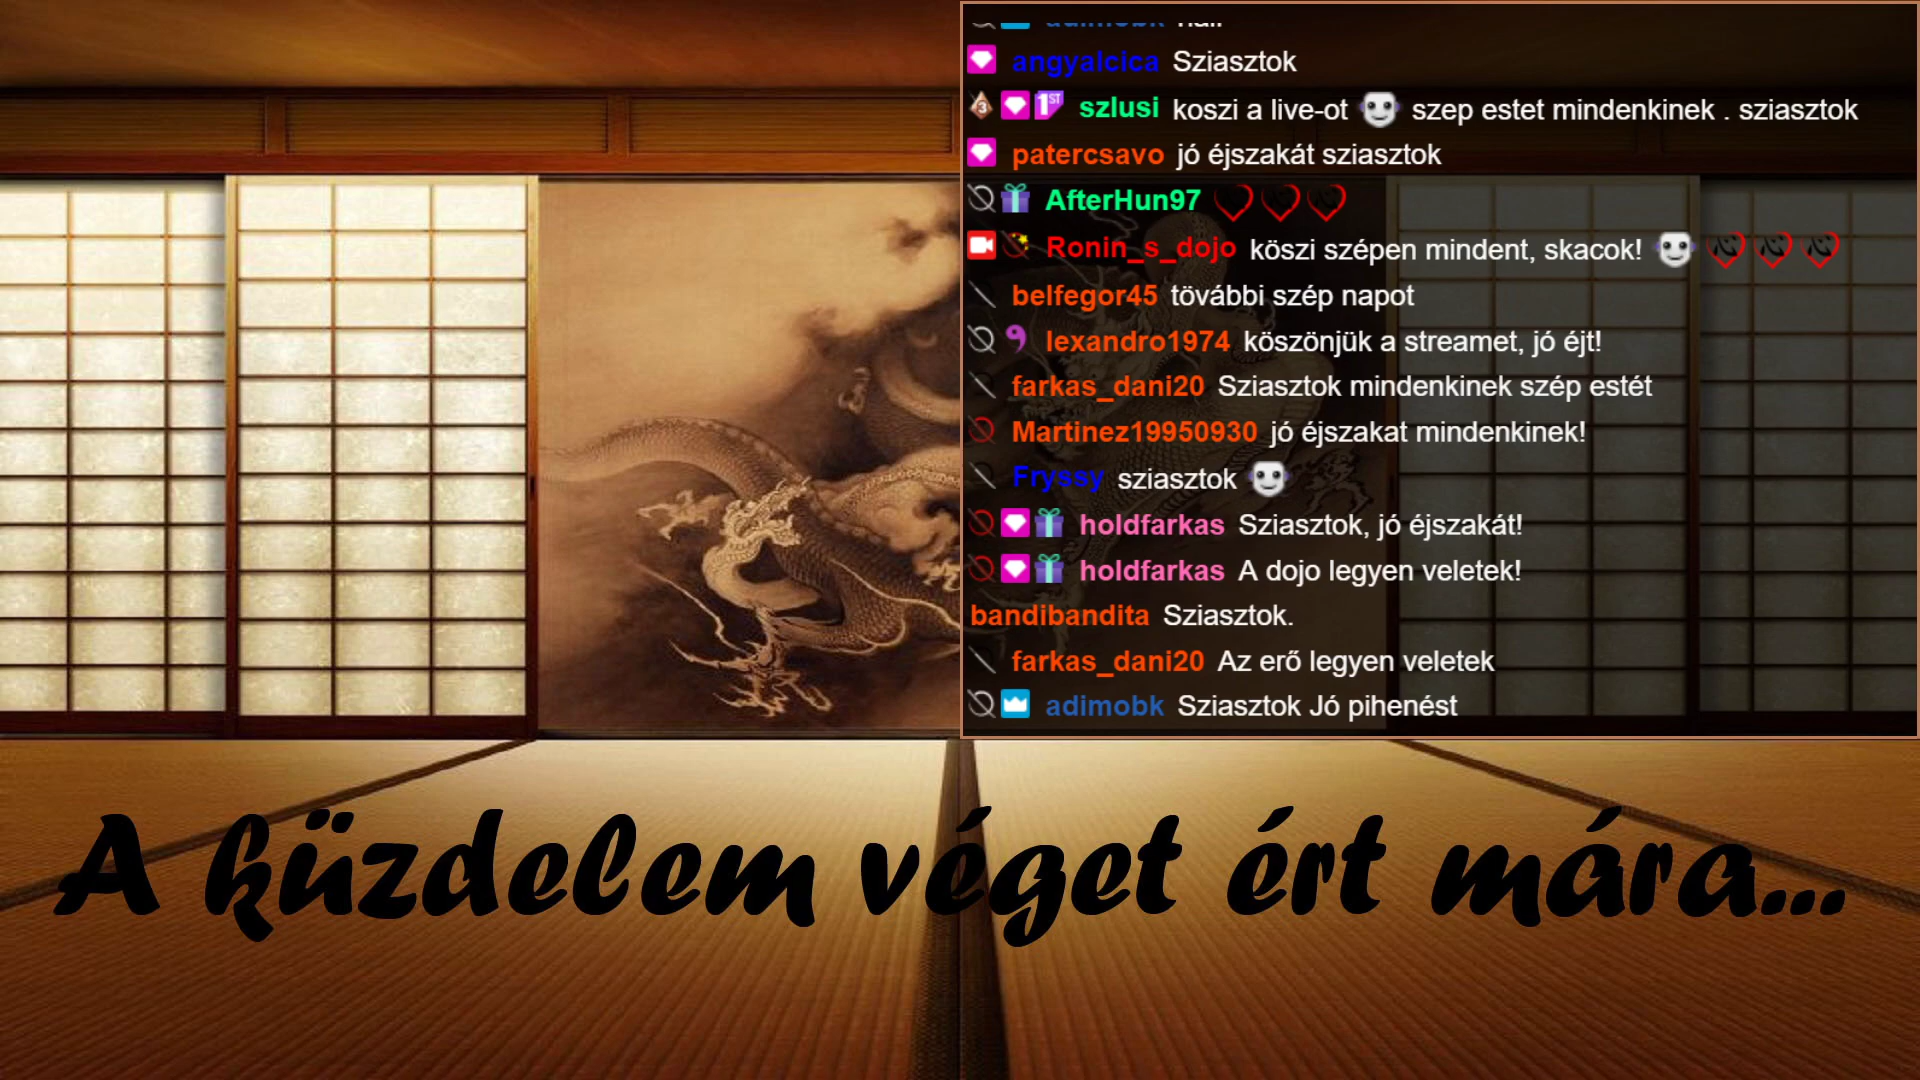 adimobk hali
angyalcica Sziasztok
szlusi koszi a live-ot szep estet mindenkinek . sziasztok
patercsavo jó éjszakát sziasztok
AfterHun97
Ronin_s_dojo köszi szépen mindent, skacok!
belfegor45 tövábbi szép napot
lexandro1974 köszönjük a streamet, jó éjt!
farkas_dani20 Sziasztok mindenkinek szép estét
Martinez19950930 jó éjszakat mindenkinek!
Fryssy sziasztok
holdfarkas Sziasztok, jó éjszakát!
holdfarkas A dojo legyen veletek!
bandibandita Sziasztok.
farkas_dani20 Az erő legyen veletek
adimobk Sziasztok Jó pihenést
A küzdelem véget ért mára...